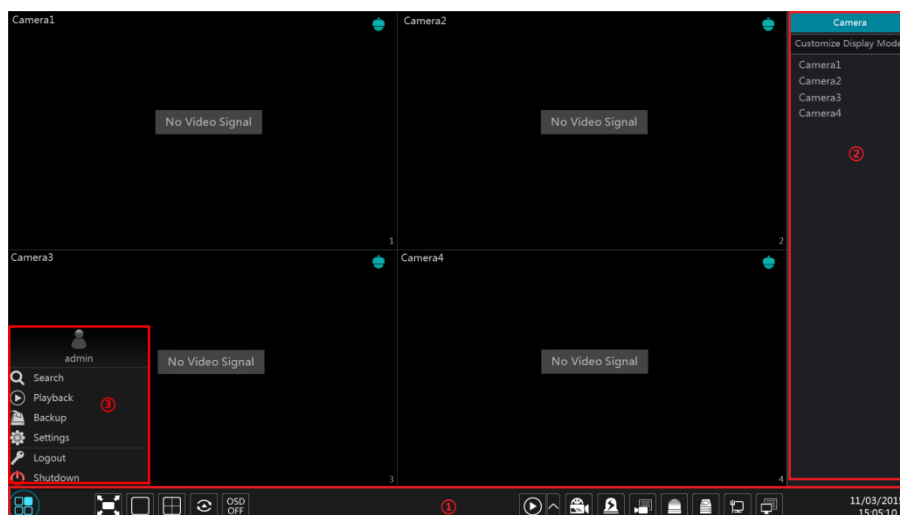 Camera1
Camera2
Camera
Customize Display Mode
Camera1
Camera2
Camera3
Camera4
②
No Video Signal
No Video Signal
1
2
Camera3
Camera4
No Video Signal
No Video Signal
admin
Search
Playback
③
Backup
Settings
Logout
Shutdown
3
4
OSD
OFF
①
11/03/2015
15:05:10